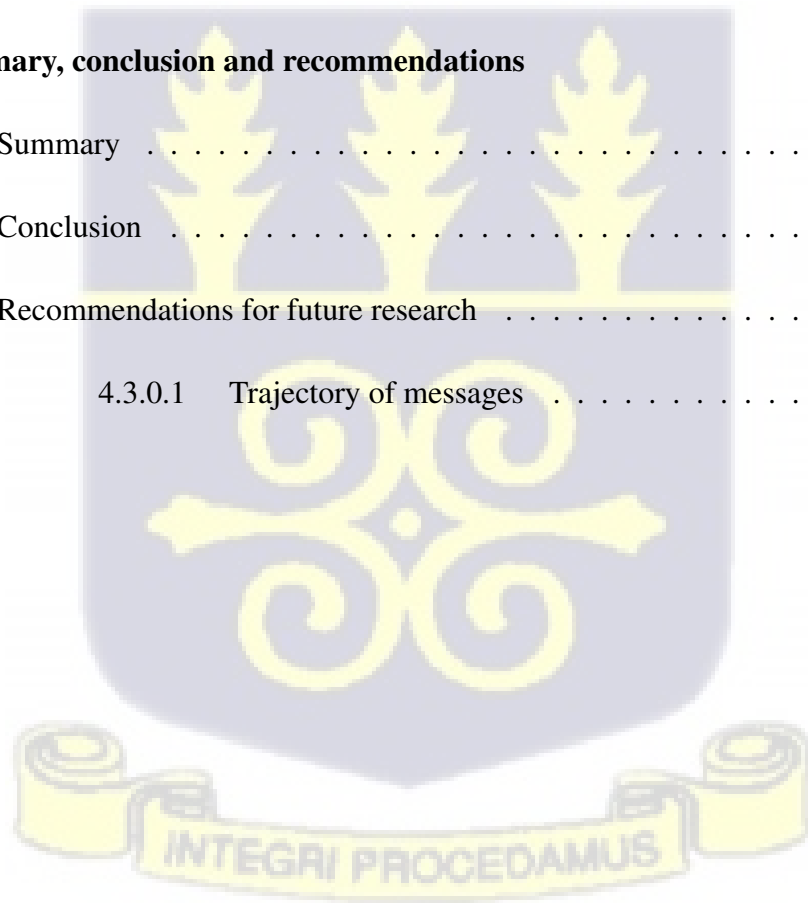 mary, conclusion and recommendations
Summary . . . . . . . . . . . . . . . . . . . . . . . . . . . .
Conclusion . . . . . . . . . . . . . . . . . . . . . . . . . . .
Recommendations for future research . . . . . . . . . . . . .
4.3.0.1 Trajectory of messages . . . . . . . . . . .
INTEGRI PROCEDAMUS